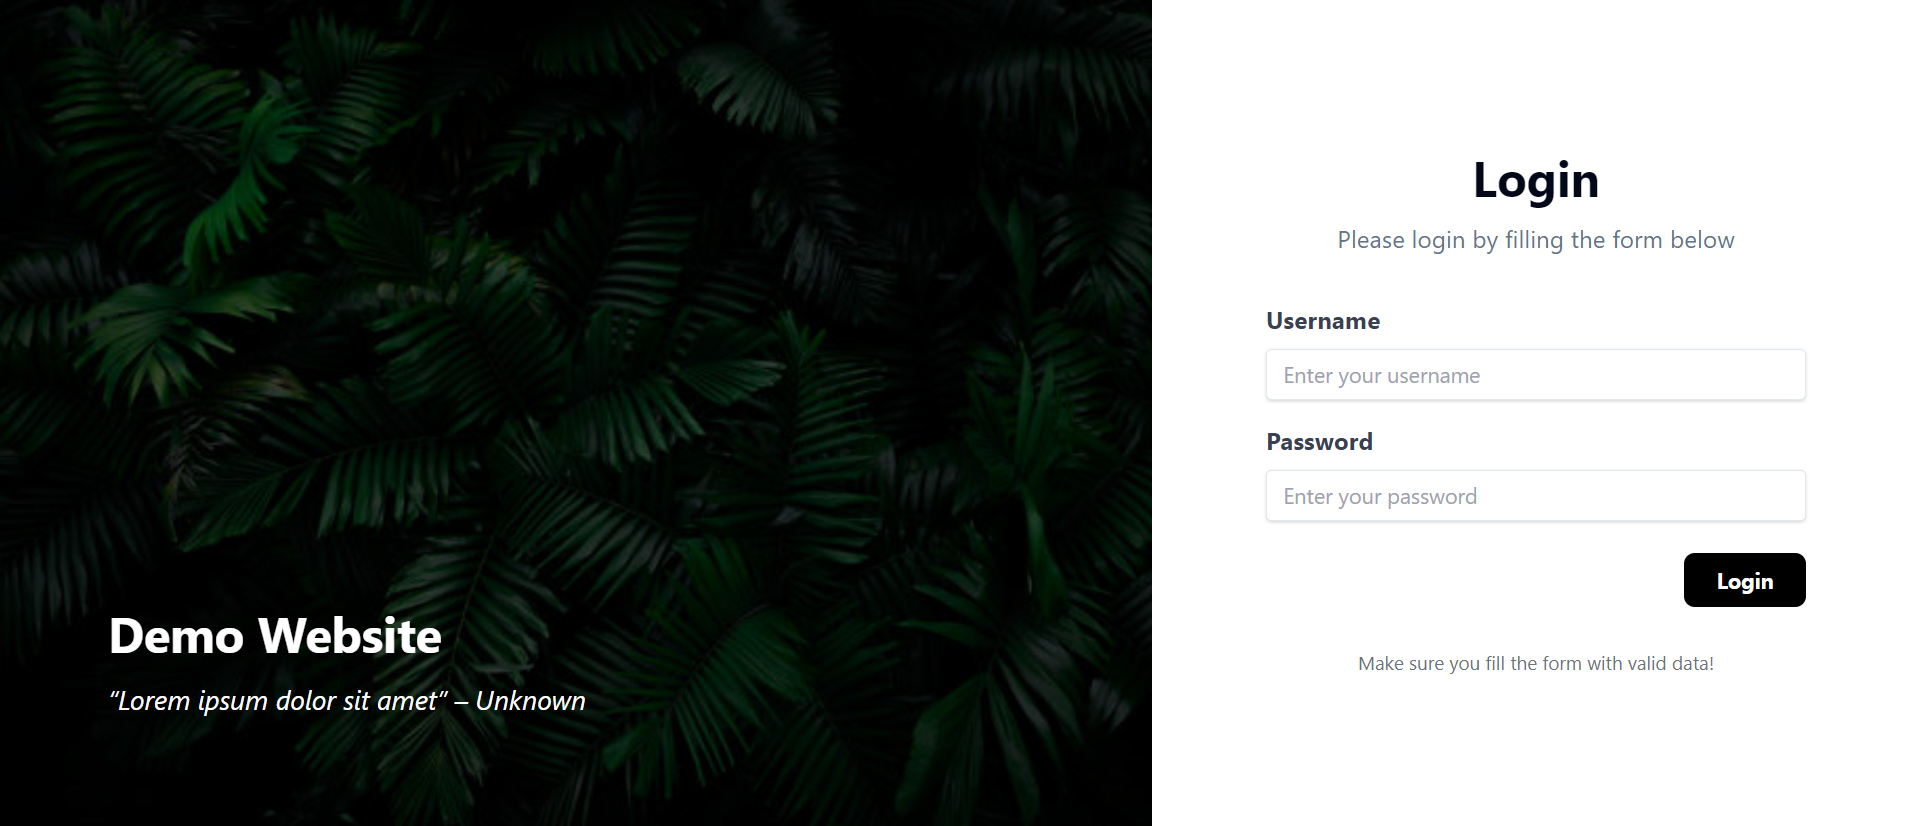 Demo Website
“Lorem ipsum dolor sit amet” – Unknown
Login
Please login by filling the form below
Username
Enter your username
Password
Enter your password
Login
Make sure you fill the form with valid data!